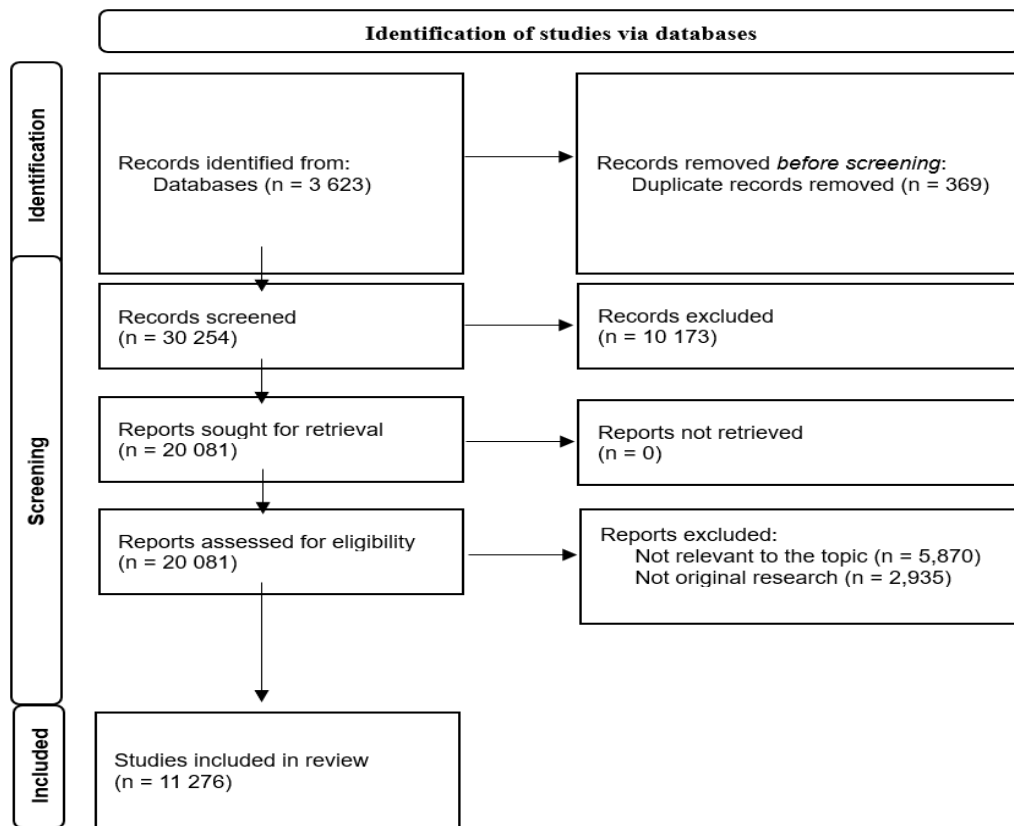 Identification of studies via databases
Identification
Records identified from:
Databases (n = 3 623)
Records removed before screening:
Duplicate records removed (n = 369)
Screening
Records screened
(n = 30 254)
Records excluded
(n = 10 173)
Reports sought for retrieval
(n = 20 081)
Reports not retrieved
(n = 0)
Reports assessed for eligibility
(n = 20 081)
Reports excluded:
Not relevant to the topic (n = 5,870)
Not original research (n = 2,935)
Included
Studies included in review
(n = 11 276)